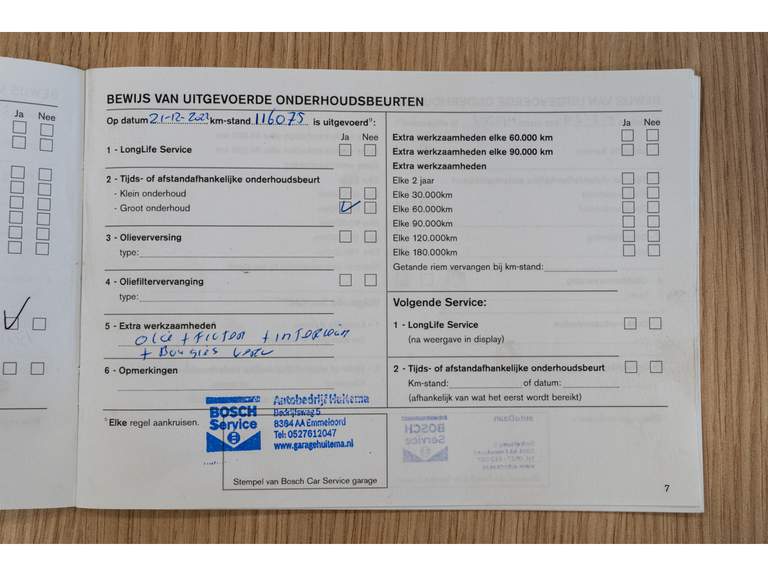 Ja Nee
BEWIJS VAN UITGEVOERDE ONDERHOUDSBEURTEN
Op datum 21-12-2021 km-stand. 116075 is uitgevoerd*:
Ja Nee
1 - LongLife Service
2 - Tijds- of afstandafhankelijke onderhoudsbeurt
- Klein onderhoud
- Groot onderhoud
3 - Olieverversing
type:
4 - Oliefiltervervanging
type:
5 - Extra werkzaamheden
olie + Filter + interieur
+ Bougies
6 - Opmerkingen
*Elke regel aankruisen.
BOSCH
Service
Autobedrijf Huitema
Bedrijfsweg 5
8304 AA Emmeloord
Tel: 0527612047
www.garagehuitema.nl
Stempel van Bosch Car Service garage
Ja Nee
Extra werkzaamheden elke 60.000 km
Extra werkzaamheden elke 90.000 km
Extra werkzaamheden
Elke 2 jaar
Elke 30.000km
Elke 60.000km
Elke 90.000km
Elke 120.000km
Elke 180.000km
Getande riem vervangen bij km-stand:
Volgende Service:
1 - LongLife Service
(na weergave in display)
2 - Tijds- of afstandafhankelijke onderhoudsbeurt
Km-stand: of datum:
(afhankelijk van wat het eerst wordt bereikt)
7